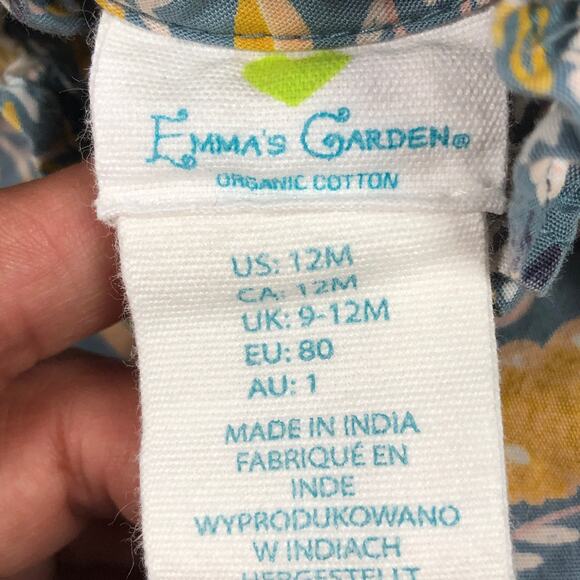 EMMA'S GARDEN®
ORGANIC COTTON
US: 12M
CA: 12M
UK: 9-12M
EU: 80
AU: 1
MADE IN INDIA
FABRIQUÉ EN
INDE
WYPRODUKOWANO
W INDIACH
HERGESTELLT